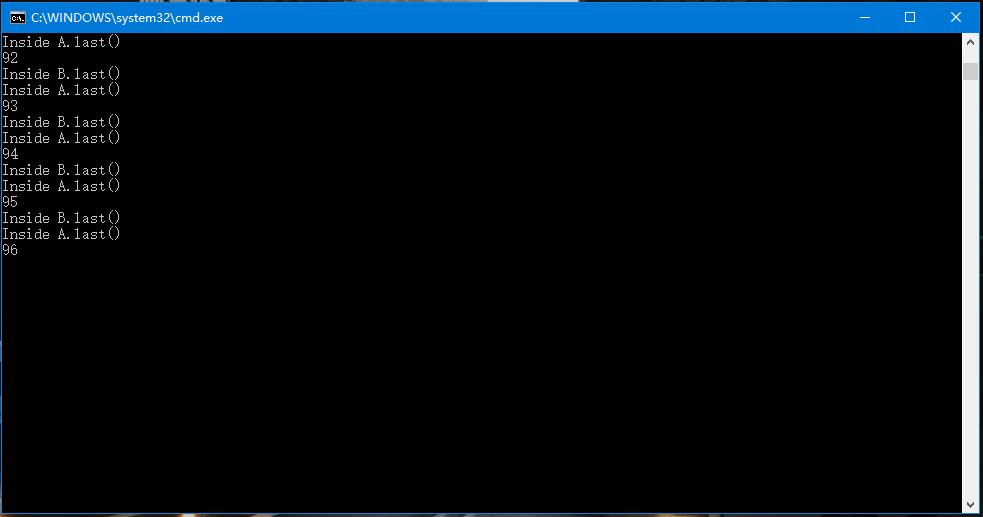 C:\WINDOWS\system32\cmd.exe
Inside A.last()
92
Inside B.last()
Inside A.last()
93
Inside B.last()
Inside A.last()
94
Inside B.last()
Inside A.last()
95
Inside B.last()
Inside A.last()
96